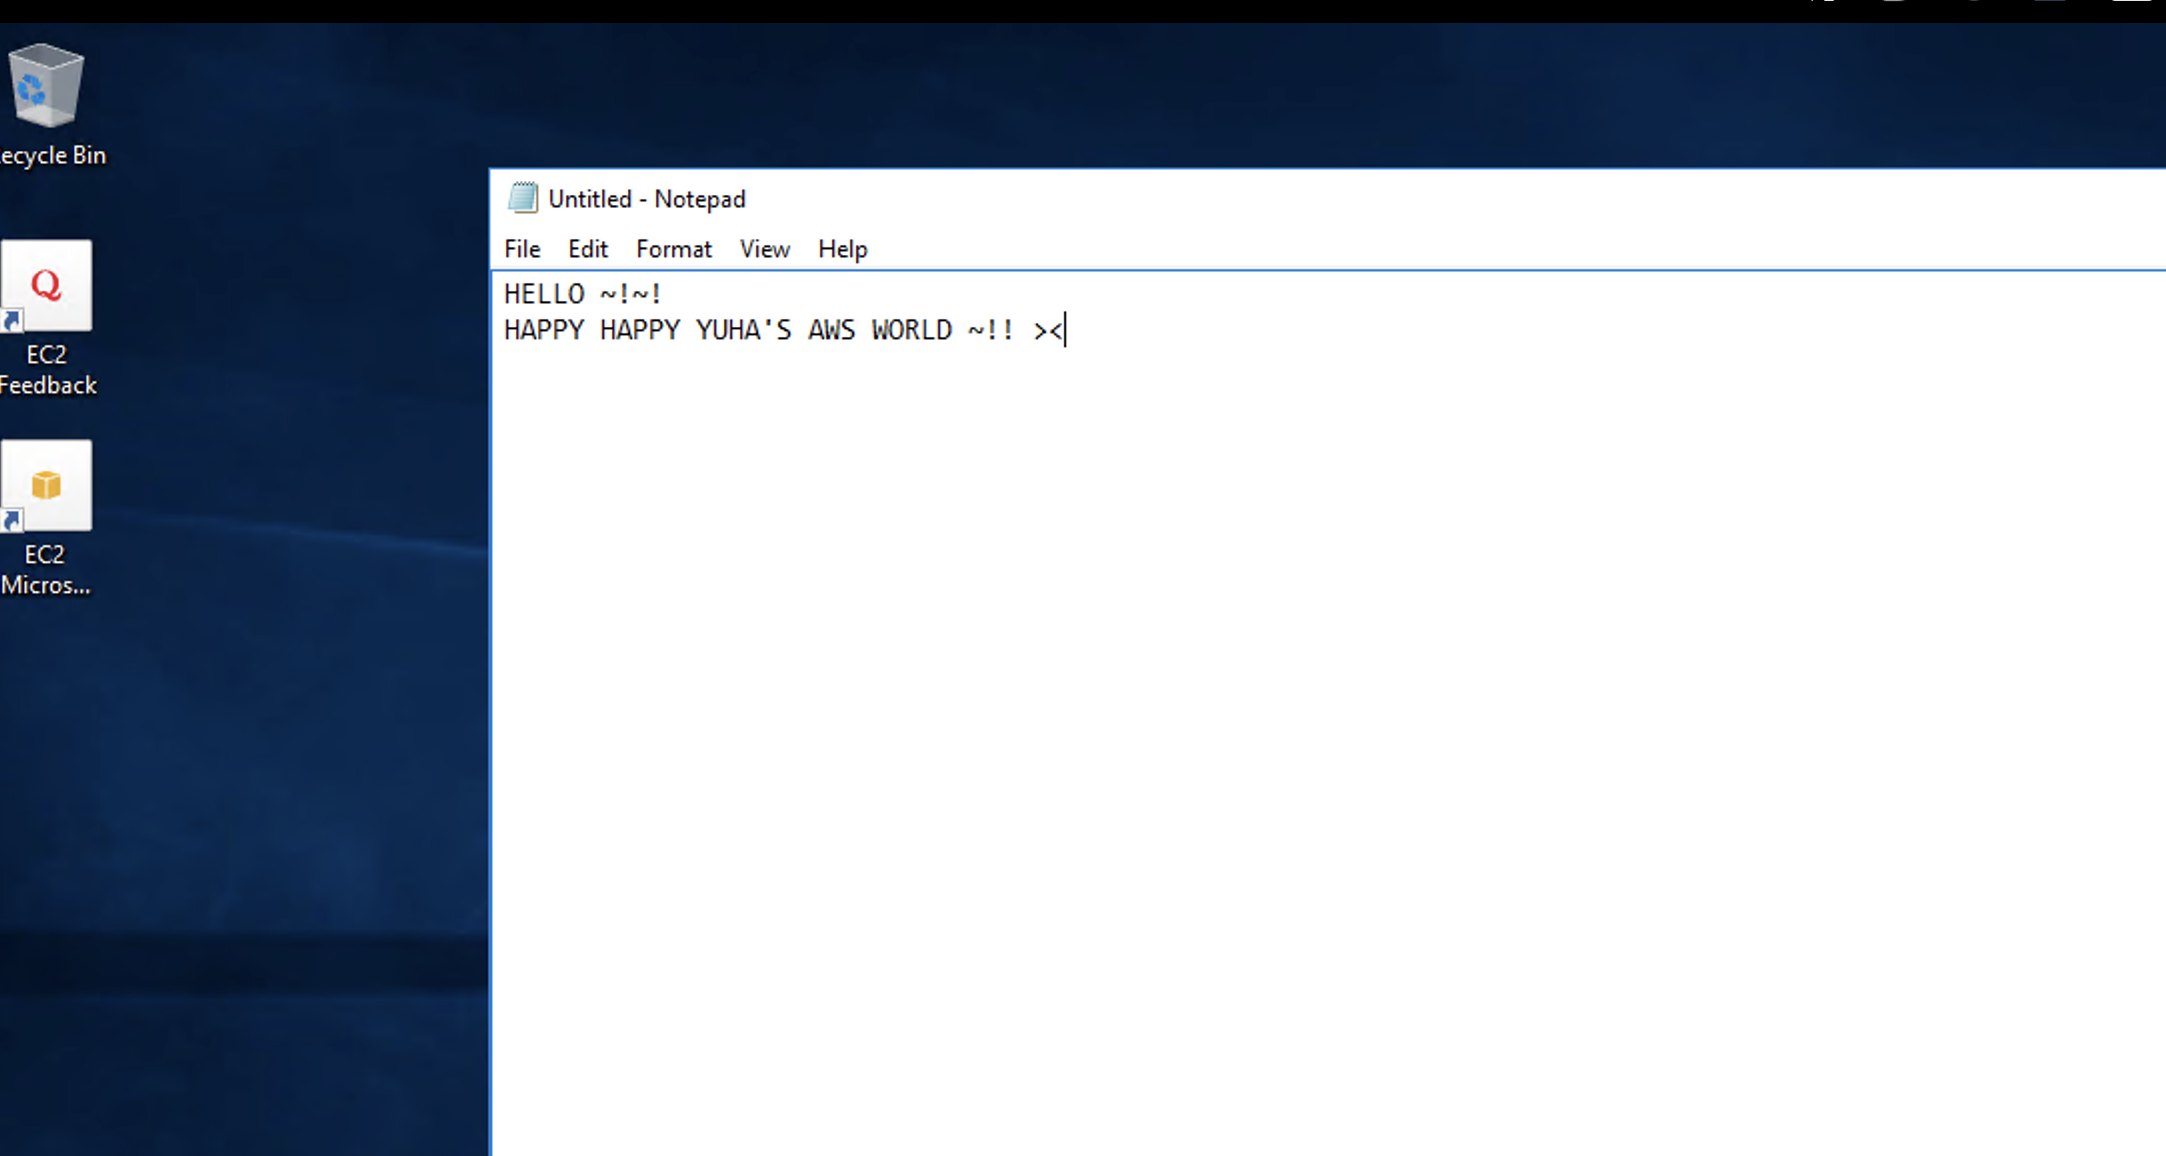 ecycle Bin
EC2
Feedback
EC2
Micros...
Untitled - Notepad
File Edit Format View Help
HELLO ~!~!
HAPPY HAPPY YUHA'S AWS WORLD ~!! ><